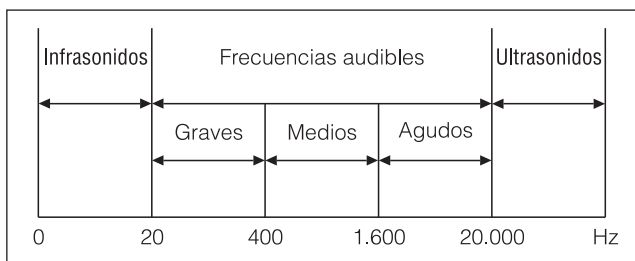 Infrasonidos Frecuencias audibles Ultrasonidos
Graves Medios Agudos
0 20 400 1.600 20.000 Hz